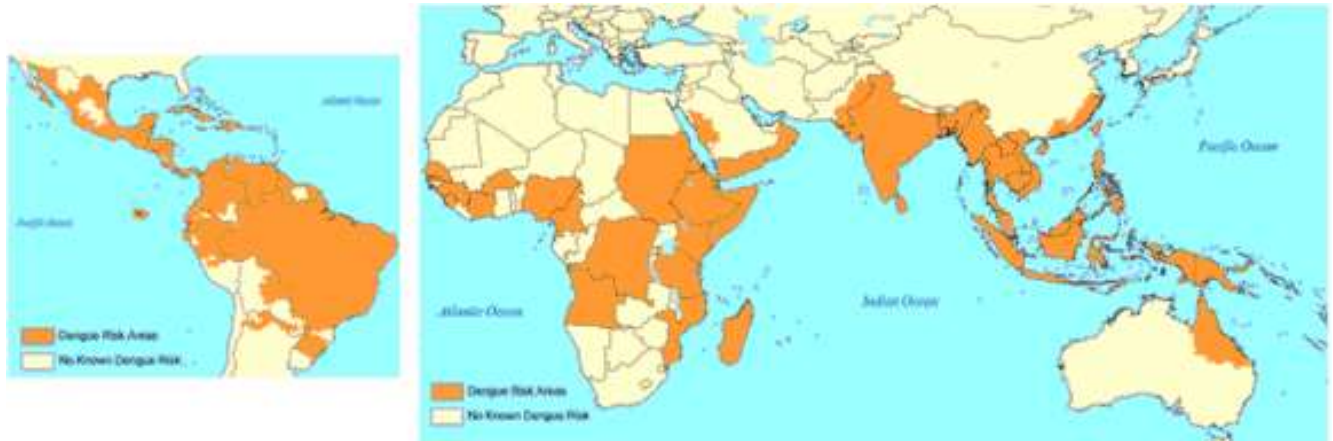 Atlantic Ocean
Pacific Ocean
Dengue Risk Areas
No Known Dengue Risk
Pacific Ocean
Indian Ocean
Atlantic Ocean
Dengue Risk Areas
No Known Dengue Risk